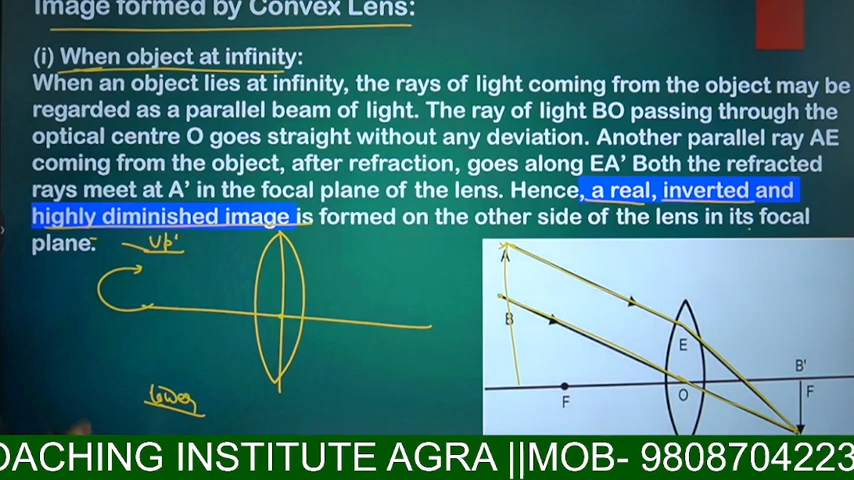 Image formed by Convex Lens:
(i) When object at infinity:
When an object lies at infinity, the rays of light coming from the object may be
regarded as a parallel beam of light. The ray of light BO passing through the
optical centre O goes straight without any deviation. Another parallel ray AE
coming from the object, after refraction, goes along EA’ Both the refracted
rays meet at A’ in the focal plane of the lens. Hence, a real, inverted and
highly diminished image is formed on the other side of the lens in its focal
plane.
lower
A
B
E
B'
F
O
F
OACHING INSTITUTE AGRA ||MOB- 9808704223